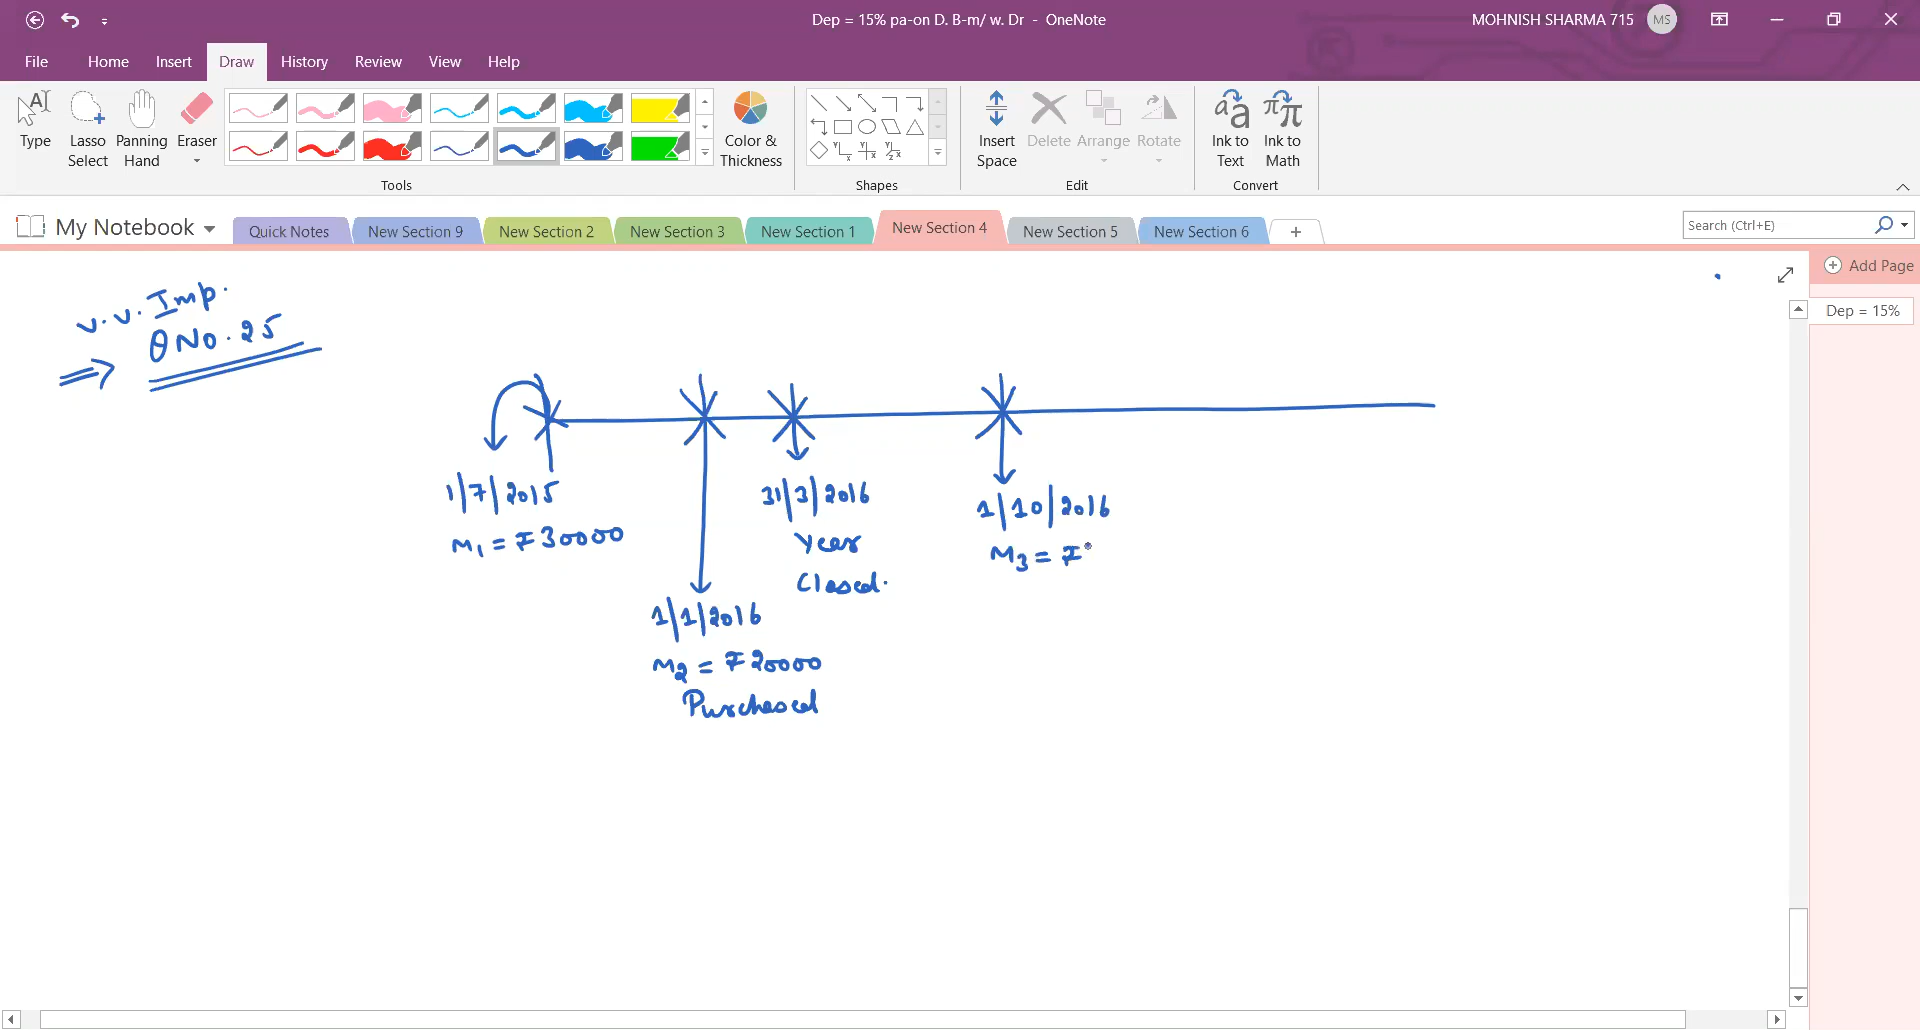 Dep = 15% pa-on D. B-m/ w. Dr - OneNote
MOHNISH SHARMA 715
MS
File Home Insert Draw History Review View Help
Type
Lasso Select
Panning Hand
Eraser
Color & Thickness
Insert Space
Delete
Arrange
Rotate
Ink to Text
Ink to Math
Tools
Shapes
Edit
Convert
My Notebook
Quick Notes
New Section 9
New Section 2
New Section 3
New Section 1
New Section 4
New Section 5
New Section 6
Search (Ctrl+E)
Add Page
Dep = 15%
v.v. Imp.
Q No. 25
1/7/2015
M1 = ₹30000
1/1/2016
M2 = ₹20000
Purchased
31/3/2016
Year
Closed.
1/10/2016
M3 = ₹